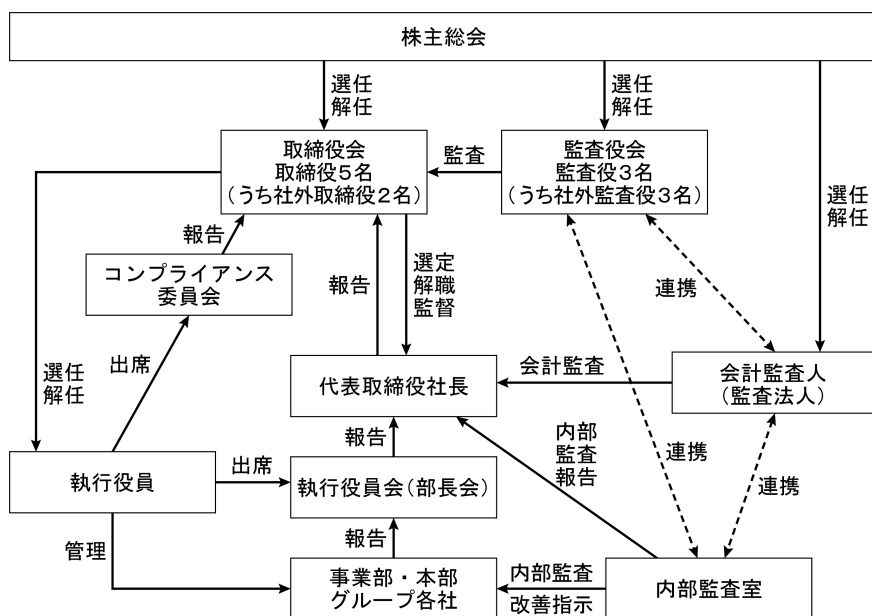 株主総会
選任
解任
選任
解任
選任
解任
取締役会
取締役5名
(うち社外取締役2名)
監査
監査役会
監査役3名
(うち社外監査役3名)
報告
コンプライアンス
委員会
報告
選定
解職
監督
連携
出席
選任
解任
代表取締役社長
会計監査
会計監査人
(監査法人)
報告
内部
監査
報告
連携
連携
執行役員
出席
執行役員会(部長会)
管理
報告
事業部・本部
グループ各社
内部監査
改善指示
内部監査室